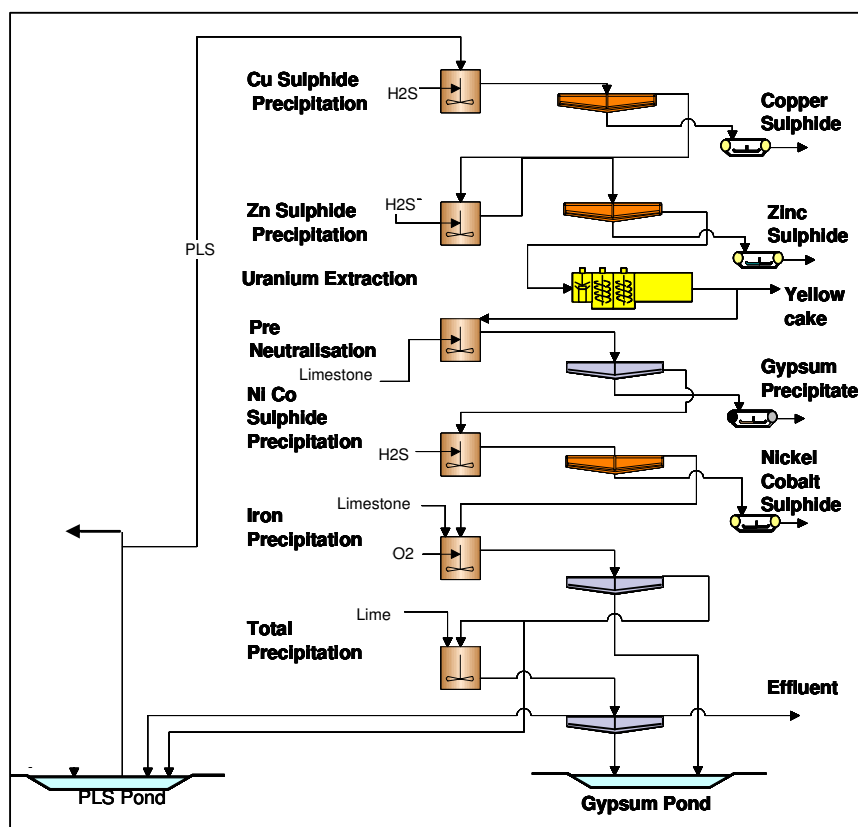 Cu Sulphide
Precipitation
H2S
Copper
Sulphide
Zn Sulphide
Precipitation
H2S-
Zinc
Sulphide
PLS
Uranium Extraction
Yellow
cake
Pre
Neutralisation
Limestone
Gypsum
Precipitate
Ni Co
Sulphide
Precipitation
H2S
Nickel
Cobalt
Sulphide
Limestone
Iron
Precipitation
O2
Lime
Total
Precipitation
Effluent
PLS Pond
Gypsum Pond